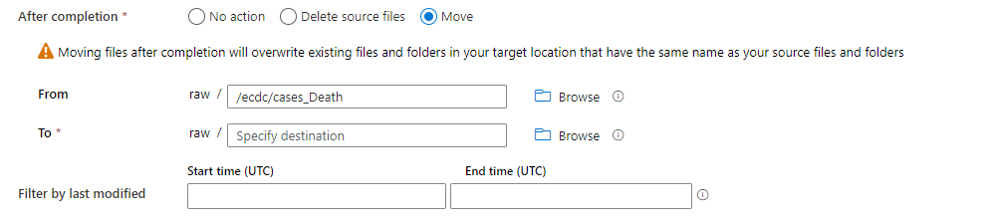 After completion * No action Delete source files Move
Moving files after completion will overwrite existing files and folders in your target location that have the same name as your source files and folders
From raw / /ecdc/cases_Death Browse
To * raw / Specify destination Browse
Start time (UTC) End time (UTC)
Filter by last modified